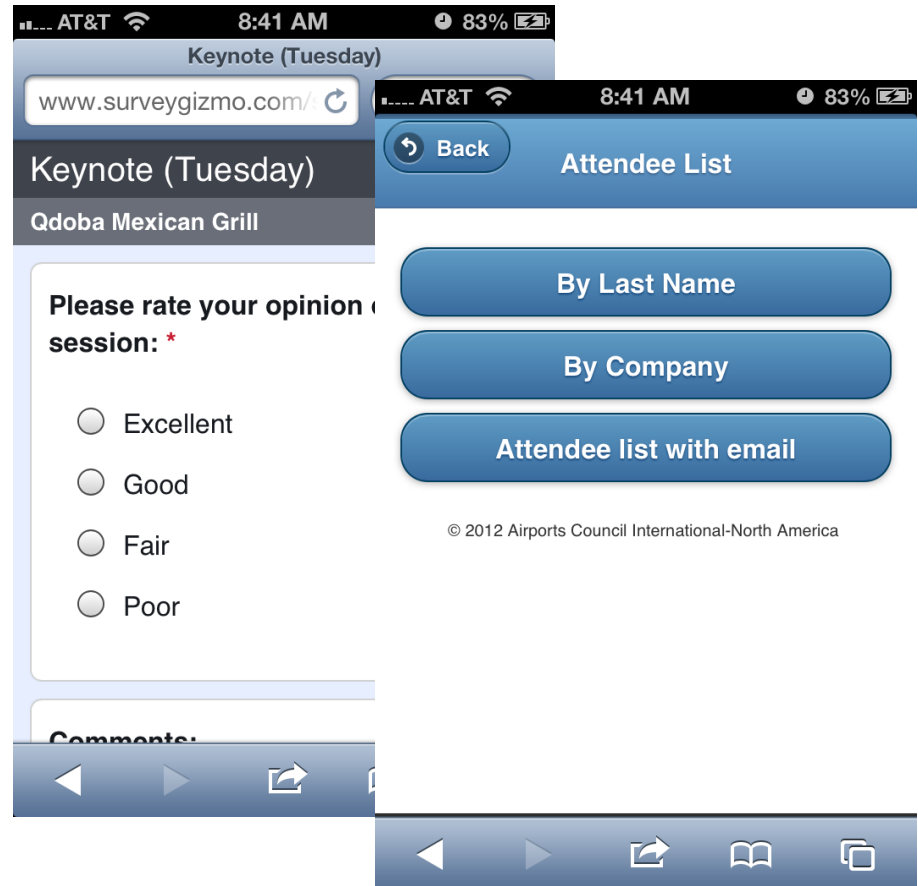 AT&T 8:41 AM 83%
Keynote (Tuesday)
www.surveygizmo.com/
Keynote (Tuesday)
Qdoba Mexican Grill
Please rate your opinion
session: *
Excellent
Good
Fair
Poor
Comments:
AT&T 8:41 AM 83%
Back
Attendee List
By Last Name
By Company
Attendee list with email
© 2012 Airports Council International-North America